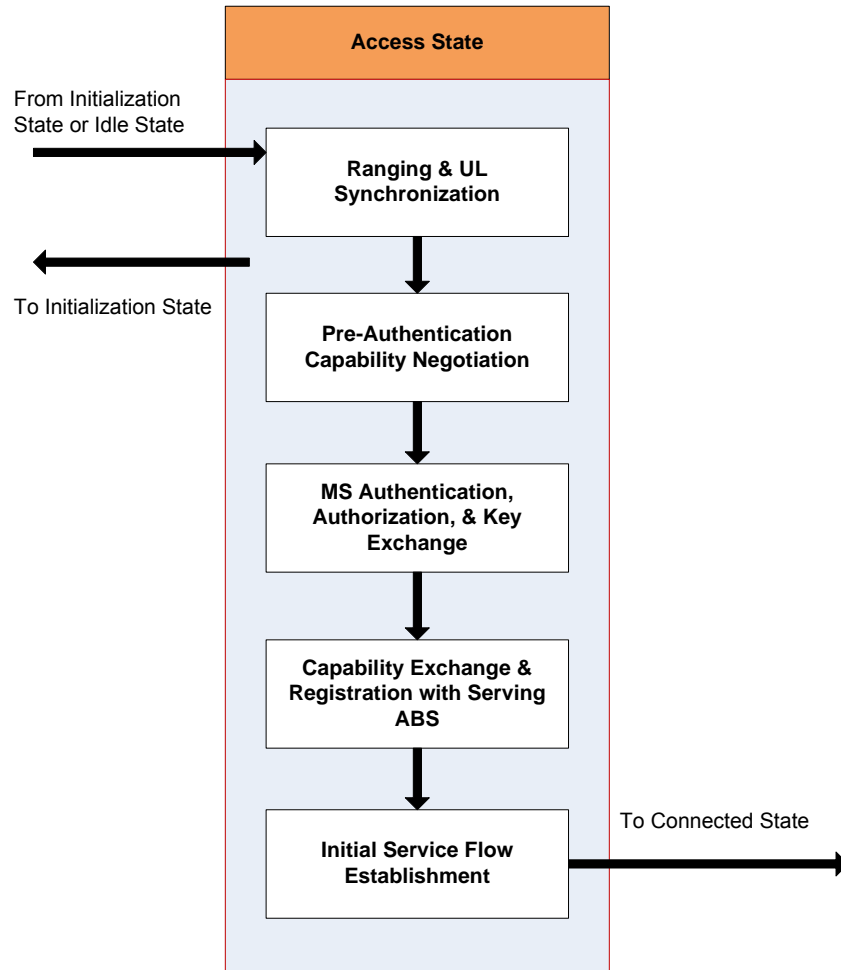 Access State
From Initialization
State or Idle State
Ranging & UL
Synchronization
To Initialization State
Pre-Authentication
Capability Negotiation
MS Authentication,
Authorization, & Key
Exchange
Capability Exchange &
Registration with Serving
ABS
To Connected State
Initial Service Flow
Establishment